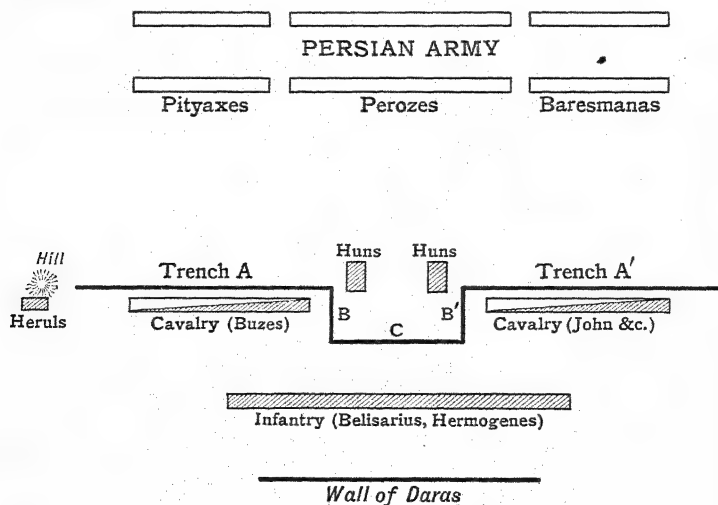 PERSIAN ARMY
Pityaxes Perozes Baresmanas
Huns Huns
Hill
Trench A Trench A′
Heruls
Cavalry (Buzes) B B′ Cavalry (John &c.)
C
Infantry (Belisarius, Hermogenes)
Wall of Daras